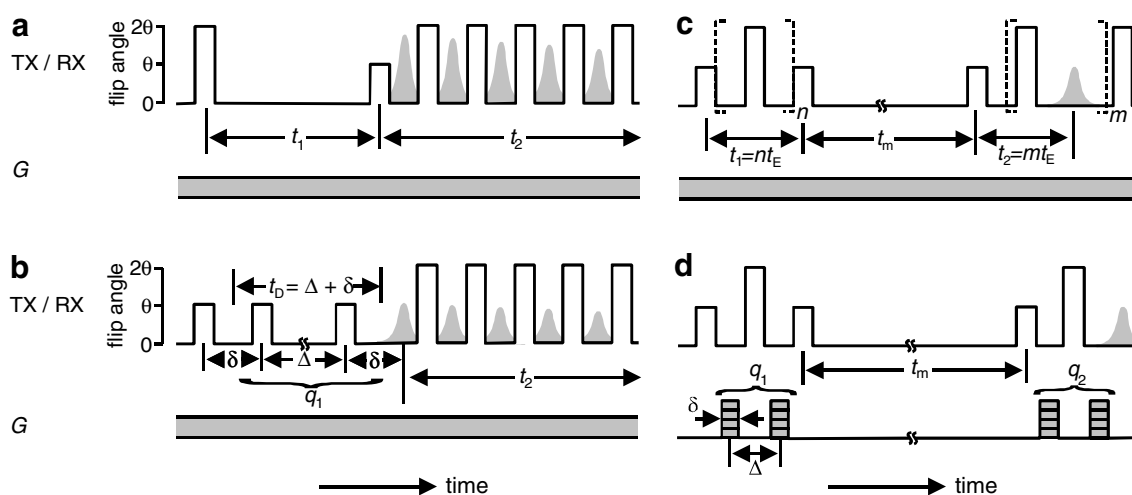 a
TX / RX
flip angle
2θ
θ
0
t1
t2
G
b
TX / RX
flip angle
2θ
θ
0
tD = Δ + δ
δ
Δ
δ
q1
t2
G
time
c
n
m
t1=ntE
tm
t2=mtE
d
q1
tm
q2
δ
Δ
time